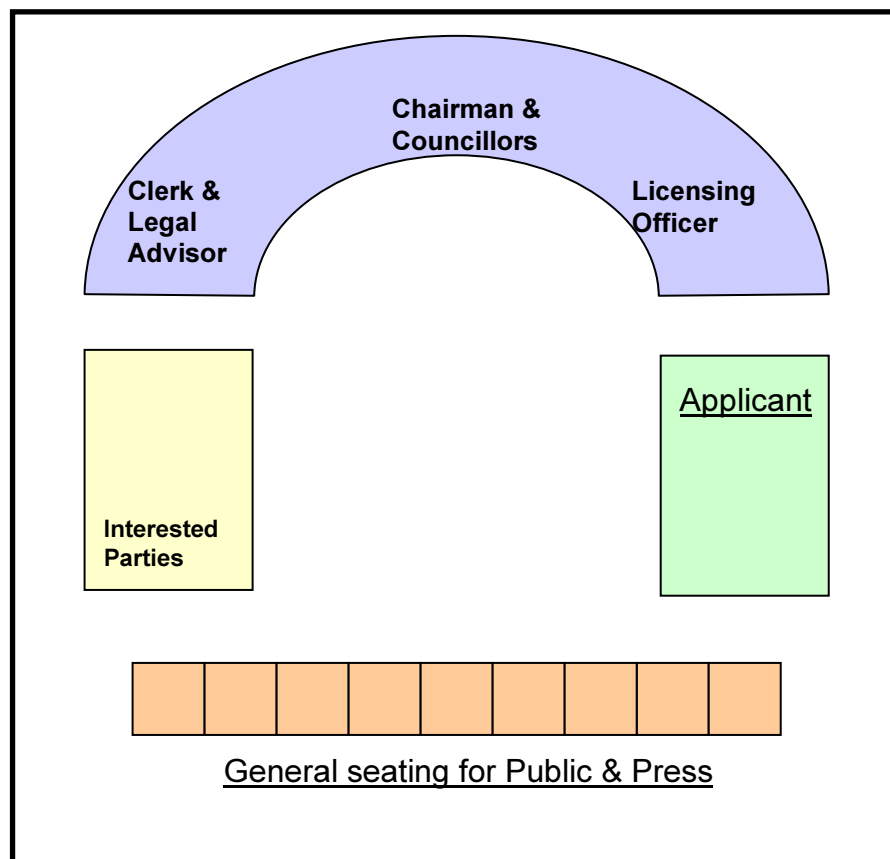 Chairman &
Councillors
Clerk &
Legal
Advisor
Licensing
Officer
Applicant
Interested
Parties
General seating for Public & Press